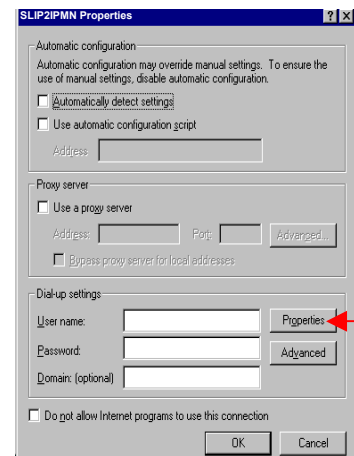 SLIP2IPMN Properties
Automatic configuration
Automatic configuration may override manual settings. To ensure the
use of manual settings, disable automatic configuration.
Automatically detect settings
Use automatic configuration script
Address
Proxy server
Use a proxy server
Address: Port: Advanced...
Bypass proxy server for local addresses
Dial-up settings
User name: Properties
Password: Advanced
Domain: (optional)
Do not allow Internet programs to use this connection
OK Cancel